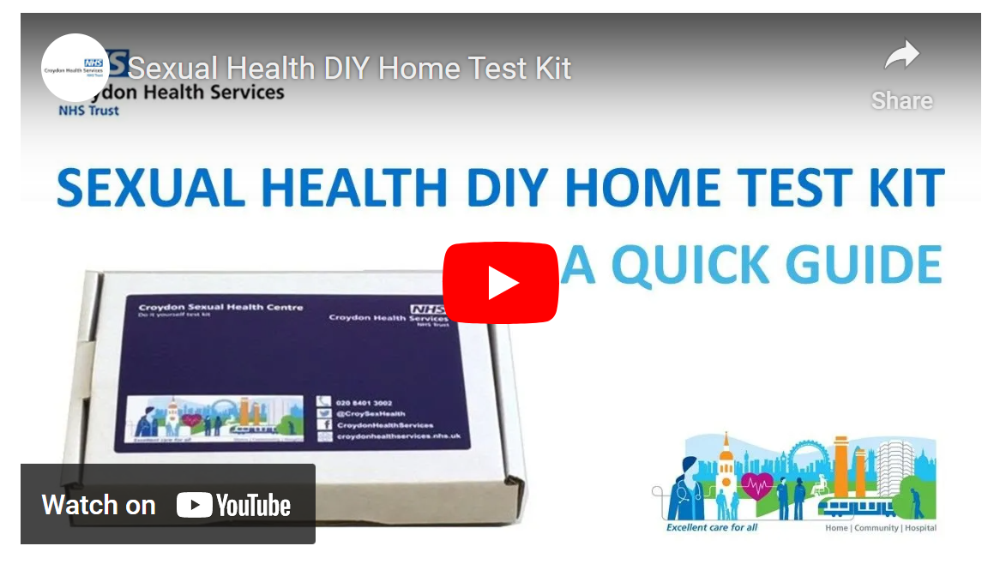 Sexual Health DIY Home Test Kit
Share
NHS
Croydon Health Services
NHS Trust
Croydon Health Services
NHS Trust
SEXUAL HEALTH DIY HOME TEST KIT
A QUICK GUIDE
Croydon Sexual Health Centre
Do it yourself test kit
NHS
Croydon Health Services
NHS Trust
020 8401 3002
@CroySexHealth
CroydonHealthServices
croydonhealthservices.nhs.uk
Excellent care for all
Home | Community | Hospital
Watch on YouTube
Excellent care for all
Home | Community | Hospital